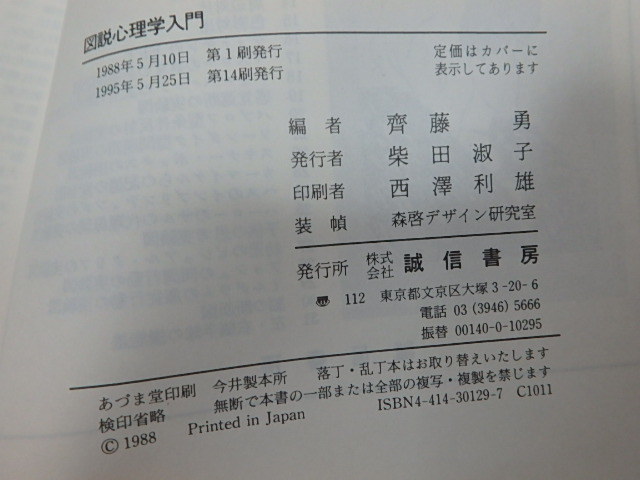 図説心理学入門
1988年5月10日 第1刷発行
1995年5月25日 第14刷発行
定価はカバーに
表示してあります
編者 齊藤勇
発行者 柴田淑子
印刷者 西澤利雄
装幀 森啓デザイン研究室
発行所 株式会社 誠信書房
112 東京都文京区大塚3-20-6
電話 03 (3946) 5666
振替 00140-0-10295
あづま堂印刷 今井製本所 落丁・乱丁本はお取り替えいたします
検印省略 無断で本書の一部または全部の複写・複製を禁じます
© 1988 Printed in Japan ISBN4-414-30129-7 C1011